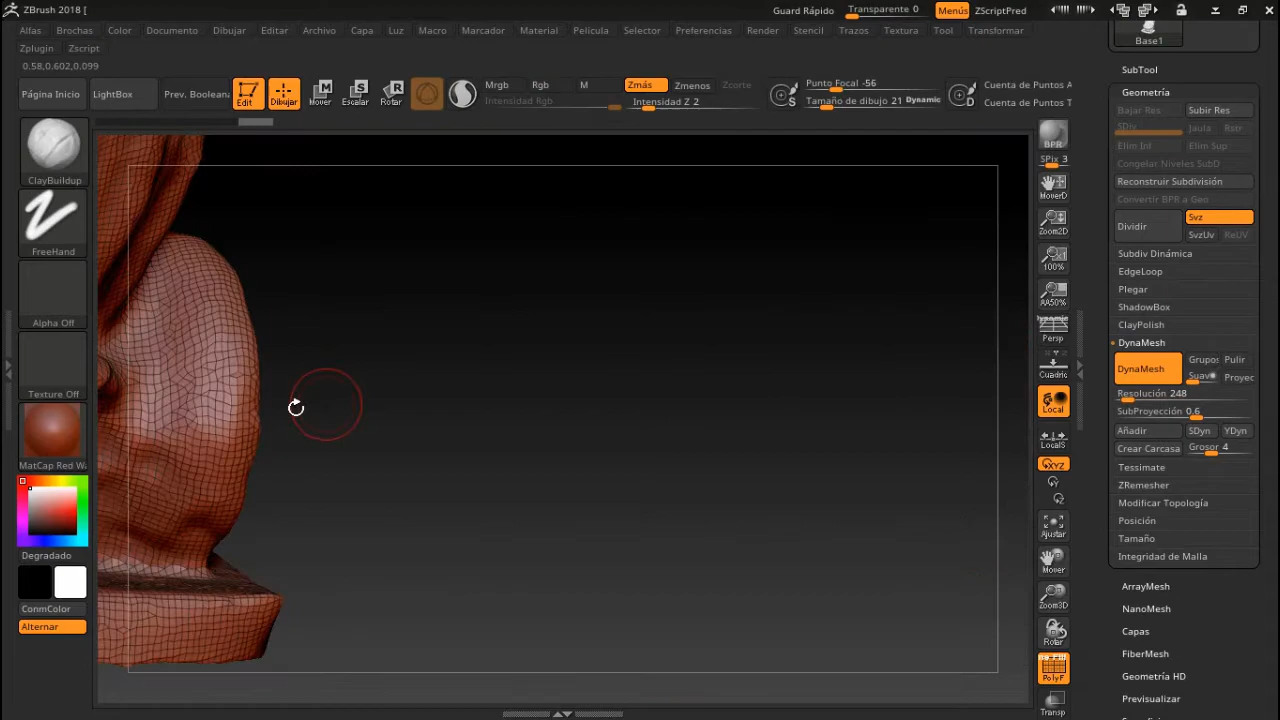 ZBrush 2018 [
Guard Rápido
Transparente 0
Menús
ZScriptPred
Alfas
Brochas
Color
Documento
Dibujar
Editar
Archivo
Capa
Luz
Macro
Marcador
Material
Película
Selector
Preferencias
Render
Stencil
Trazos
Textura
Tool
Transformar
Zplugin
Zscript
0.58,0.602,0.099
Página Inicio
LightBox
Prev. Booleana
Edit
Dibujar
Mover
Escalar
Rotar
Mrgb
Rgb
M
Intensidad Rgb
Zmás
Zmenos
Zcorte
Intensidad Z 2
Punto Focal -56
Tamaño de dibujo 21
Dynamic
S
D
Cuenta de Puntos A
Cuenta de Puntos T
ClayBuildup
FreeHand
Alpha Off
Texture Off
MatCap Red W
Degradado
ConmColor
Alternar
BPR
SPix 3
MoverD
Zoom2D
100%
AA50%
Dynamic
Persp
Cuadríc
Local
LocalS
XYZ
Y
Z
Ajustar
Mover
Zoom3D
Rotar
PolyF
Transp
Base1
SubTool
Geometría
Bajar Res
Subir Res
SDiv
Jaula
Rstr
Elim Inf
Elim Sup
Congelar Niveles SubD
Reconstruir Subdivisión
Convertir BPR a Geo
Dividir
Svz
SvzUv
ReUV
Subdiv Dinámica
EdgeLoop
Plegar
ShadowBox
ClayPolish
DynaMesh
DynaMesh
Grupos
Pulir
Suav
Proyec
Resolución 248
SubProyección 0.6
Añadir
SDyn
YDyn
Crear Carcasa
Grosor 4
Tessimate
ZRemesher
Modificar Topología
Posición
Tamaño
Integridad de Malla
ArrayMesh
NanoMesh
Capas
FiberMesh
Geometría HD
Previsualizar